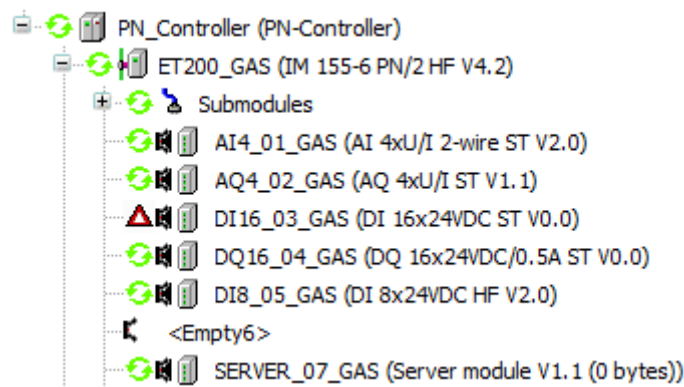 PN_Controller (PN-Controller)
ET200_GAS (IM 155-6 PN/2 HF V4.2)
Submodules
AI4_01_GAS (AI 4xU/I 2-wire ST V2.0)
AQ4_02_GAS (AQ 4xU/I ST V1.1)
DI16_03_GAS (DI 16x24VDC ST V0.0)
DQ16_04_GAS (DQ 16x24VDC/0.5A ST V0.0)
DI8_05_GAS (DI 8x24VDC HF V2.0)
<Empty6>
SERVER_07_GAS (Server module V1.1 (0 bytes))